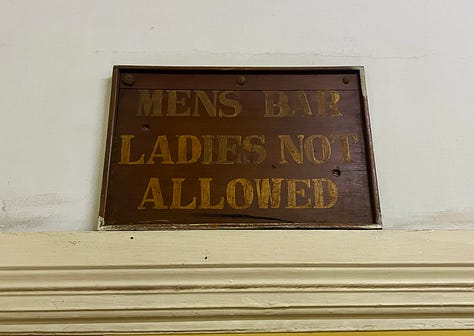 MENS BAR
LADIES NOT
ALLOWED